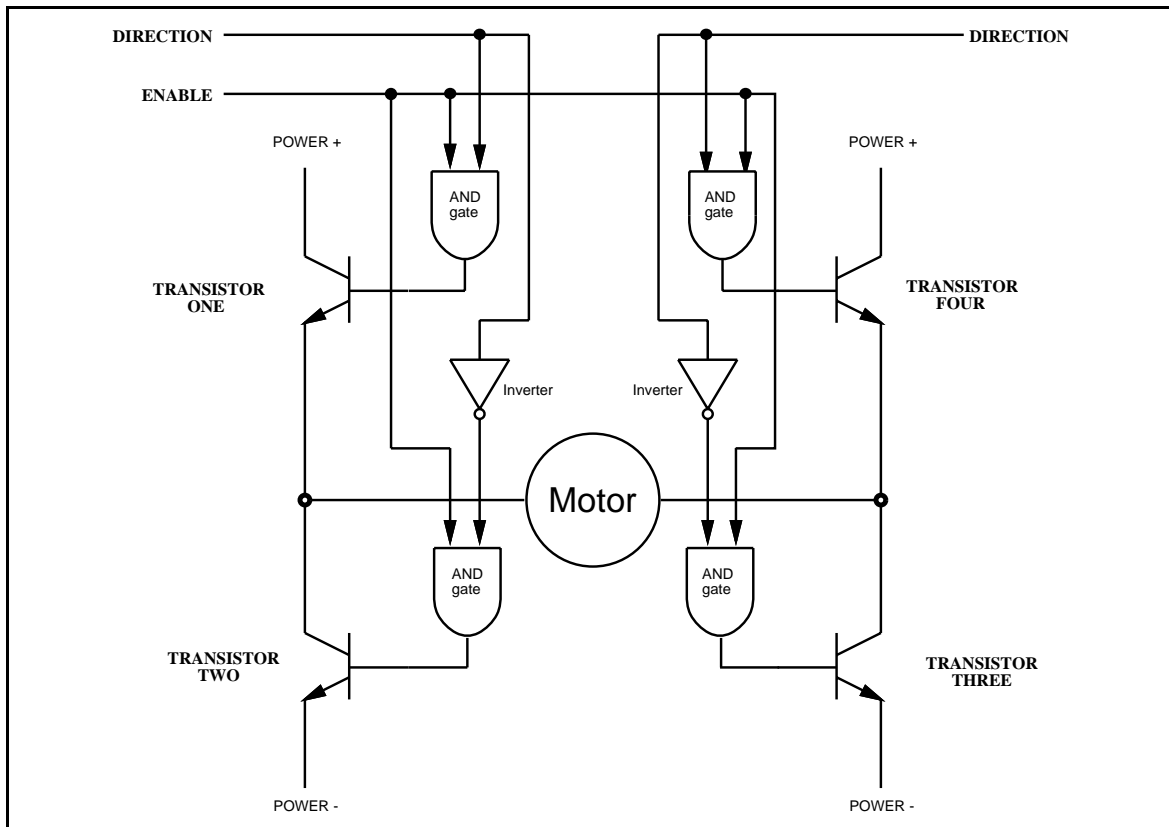 DIRECTION
DIRECTION
ENABLE
POWER +
POWER +
AND
gate
AND
gate
TRANSISTOR
ONE
TRANSISTOR
FOUR
Inverter
Inverter
Motor
AND
gate
AND
gate
TRANSISTOR
TWO
TRANSISTOR
THREE
POWER -
POWER -